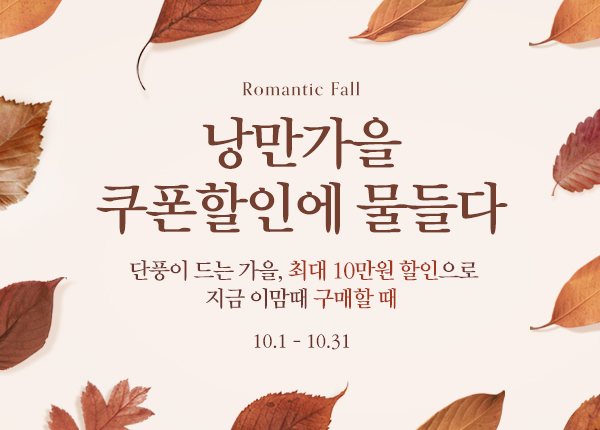 Romantic Fall
낭만가을
쿠폰할인에 물들다
단풍이 드는 가을, 최대 10만원 할인으로
지금 이맘때 구매할 때
10.1 - 10.31